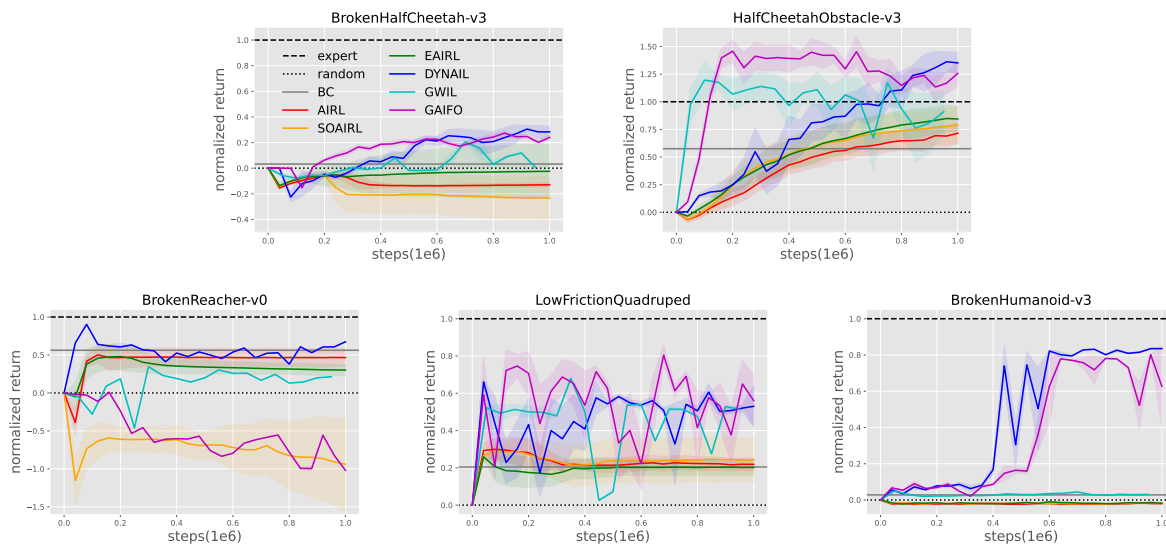 BrokenHalfCheetah-v3
normalized return
1.0
0.8
0.6
0.4
0.2
0.0
−0.2
−0.4
expert
random
BC
AIRL
SOAIRL
EAIRL
DYNAIL
GWIL
GAIFO
0.0 0.2 0.4 0.6 0.8 1.0
steps(1e6)
HalfCheetahObstacle-v3
normalized return
1.50
1.25
1.00
0.75
0.50
0.25
0.00
0.0 0.2 0.4 0.6 0.8 1.0
steps(1e6)
BrokenReacher-v0
normalized return
1.0
0.5
0.0
−0.5
−1.0
−1.5
0.0 0.2 0.4 0.6 0.8 1.0
steps(1e6)
LowFrictionQuadruped
normalized return
1.0
0.8
0.6
0.4
0.2
0.0
0.0 0.2 0.4 0.6 0.8 1.0
steps(1e6)
BrokenHumanoid-v3
normalized return
1.0
0.8
0.6
0.4
0.2
0.0
0.0 0.2 0.4 0.6 0.8 1.0
steps(1e6)